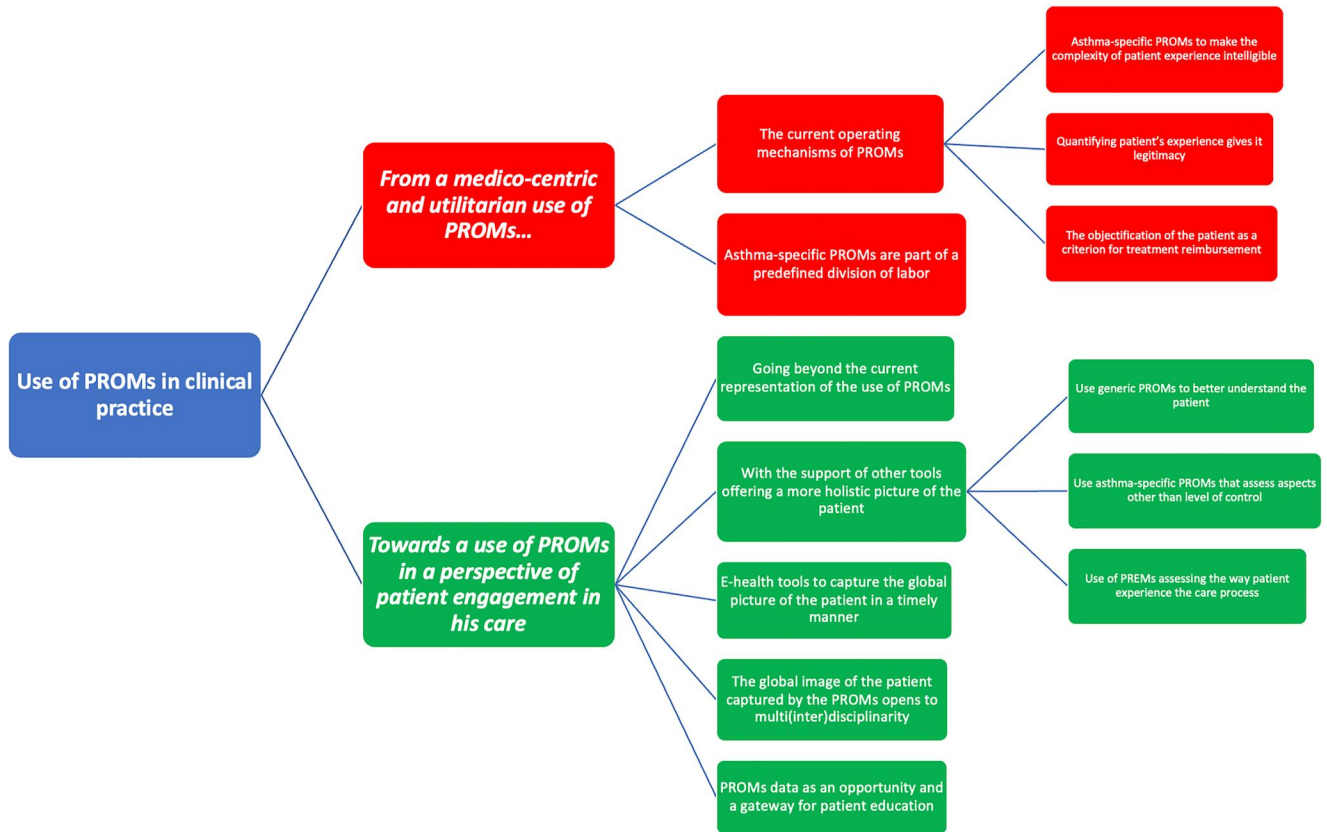 Use of PROMs in clinical
practice
From a medico-centric
and utilitarian use of
PROMs…
The current operating
mechanisms of PROMs
Asthma-specific PROMs to make the
complexity of patient experience intelligible
Quantifying patient's experience gives it
legitimacy
The objectification of the patient as a
criterion for treatment reimbursement
Asthma-specific PROMs are part of a
predefined division of labor
Towards a use of PROMs
in a perspective of
patient engagement in
his care
Going beyond the current
representation of the use of PROMs
With the support of other tools
offering a more holistic picture of the
patient
Use generic PROMs to better understand the
patient
Use asthma-specific PROMs that assess aspects
other than level of control
Use of PREMs assessing the way patient
experience the care process
E-health tools to capture the global
picture of the patient in a timely
manner
The global image of the patient
captured by the PROMs opens to
multi(inter)disciplinarity
PROMs data as an opportunity and
a gateway for patient education